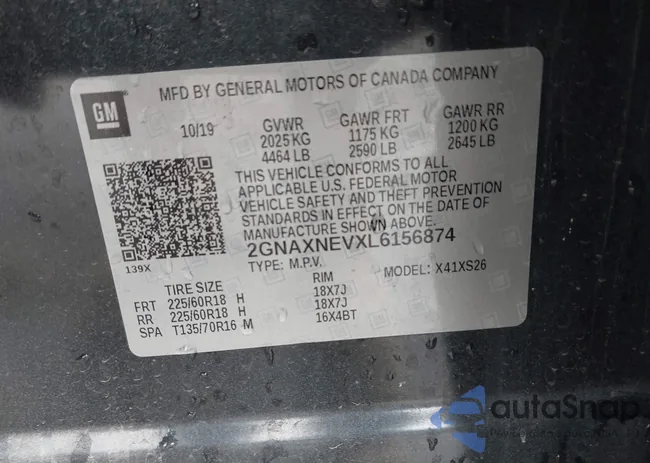 MFD BY GENERAL MOTORS OF CANADA COMPANY
GM
10/19 GVWR GAWR FRT GAWR RR
2025 KG 1175 KG 1200 KG
4464 LB 2590 LB 2645 LB
THIS VEHICLE CONFORMS TO ALL
APPLICABLE U.S. FEDERAL MOTOR
VEHICLE SAFETY AND THEFT PREVENTION
STANDARDS IN EFFECT ON THE DATE OF
MANUFACTURE SHOWN ABOVE.
2GNAXNEVXL6156874
139X TYPE: M.P.V. MODEL: X41XS26
TIRE SIZE RIM
FRT 225/60R18 H 18X7J
RR 225/60R18 H 18X7J
SPA T135/70R16 M 16X4BT
autoSnap